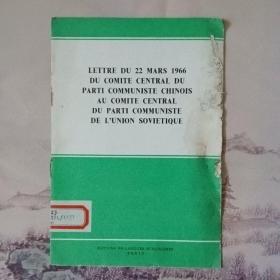 LETTRE DU 22 MARS 1966
DU COMITE CENTRAL DU
PARTI COMMUNISTE CHINOIS
AU COMITE CENTRAL
DU PARTI COMMUNISTE
DE L'UNION SOVIETIQUE
EDITIONS EN LANGUES ETRANGERES